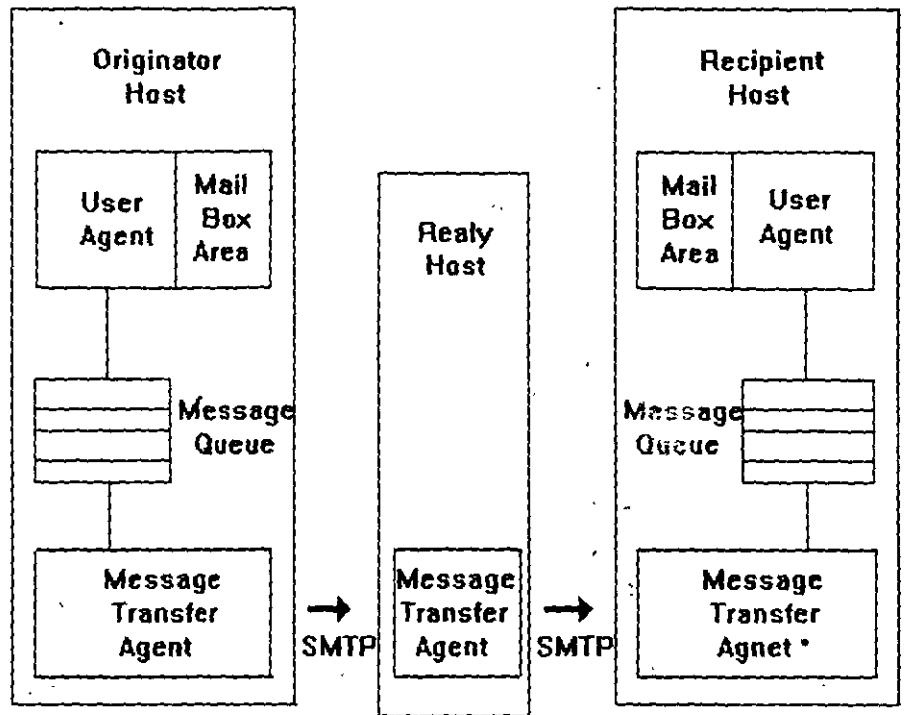 Originator
Host
User
Agent
Mail
Box
Area
Message
Queue
Message
Transfer
Agent
SMTP
Realy
Host
Message
Transfer
Agent
SMTP
Recipient
Host
Mail
Box
Area
User
Agent
Message
Queue
Message
Transfer
Agnet *